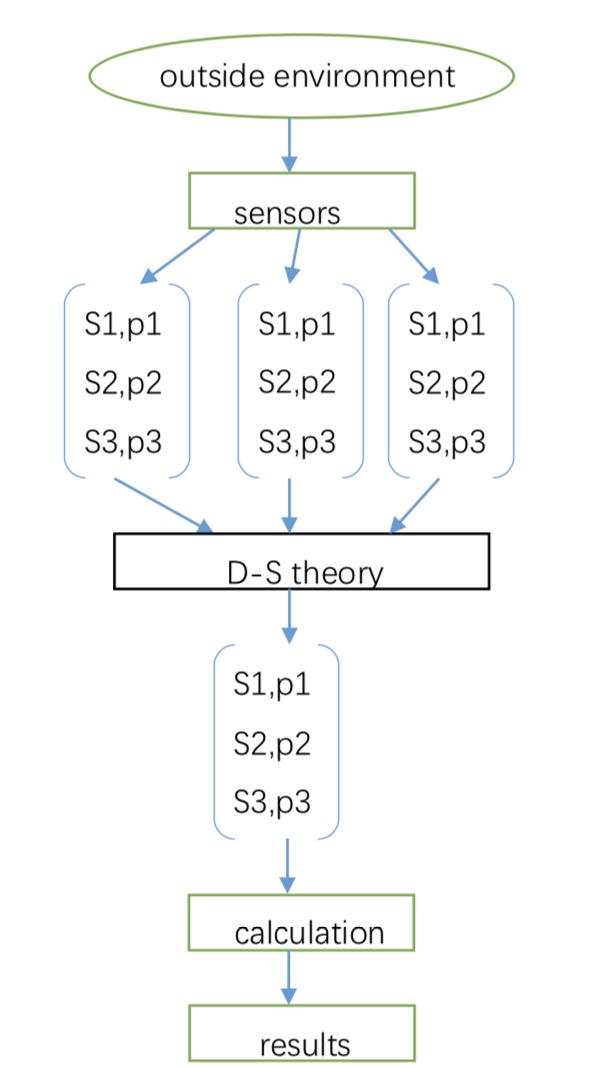 outside environment
sensors
S1,p1
S2,p2
S3,p3
S1,p1
S2,p2
S3,p3
S1,p1
S2,p2
S3,p3
D-S theory
S1,p1
S2,p2
S3,p3
calculation
results